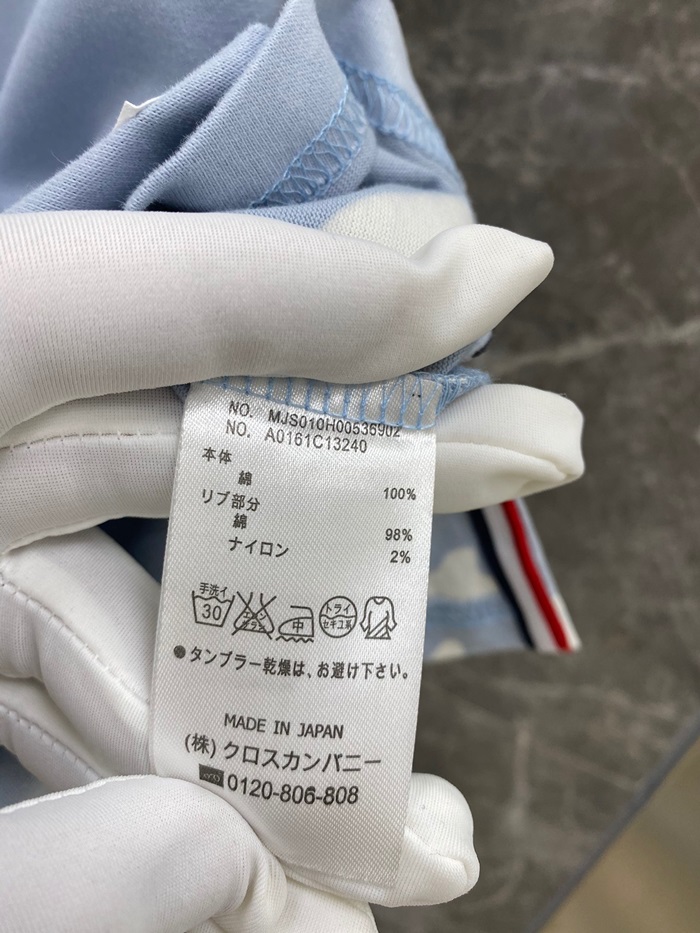 NO. MJS010H00536902
NO. A0161C13240
本体
綿 100%
リブ部分
綿 98%
ナイロン 2%
手洗イ
30
中
ドライ
セキユ系
●タンブラー乾燥は、お避け下さい。
MADE IN JAPAN
(株)クロスカンパニー
0120-806-808